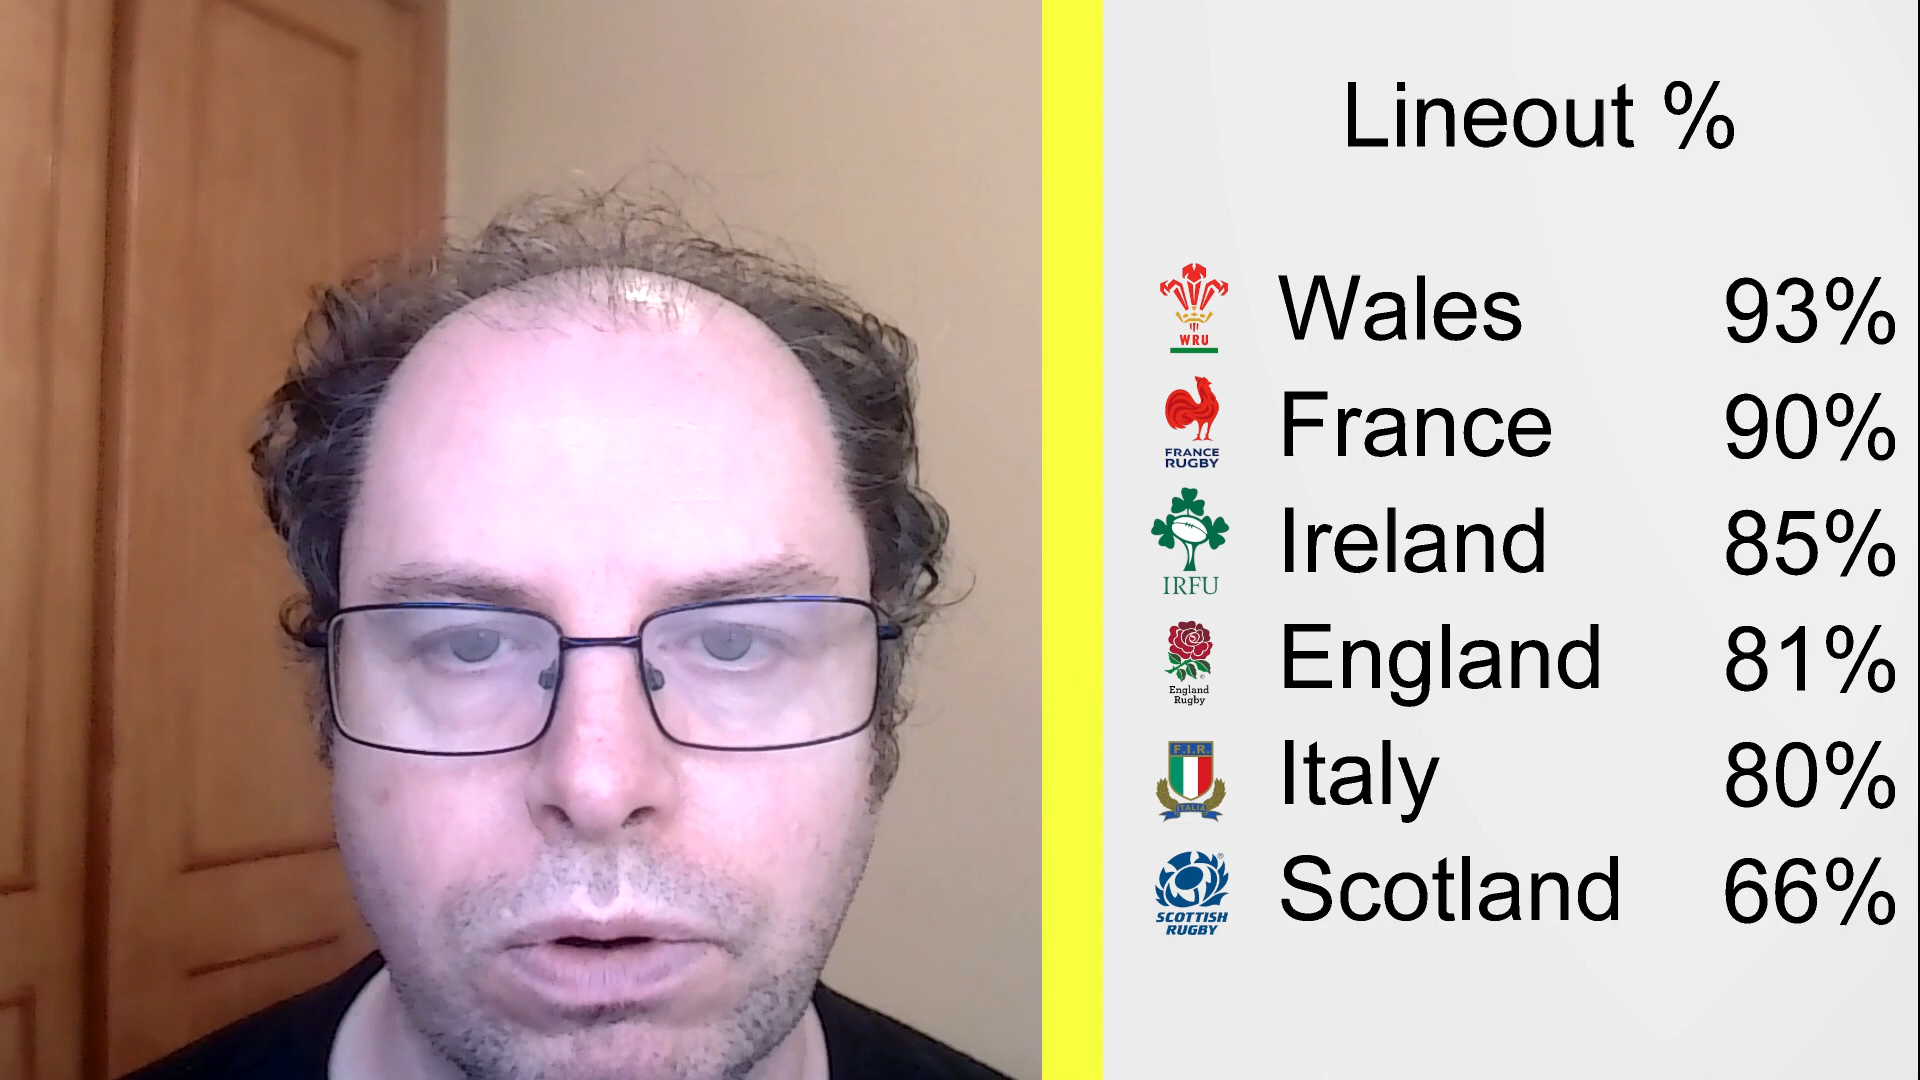 Lineout %
WRU
Wales 93%
FRANCE
RUGBY
France 90%
IRFU
Ireland 85%
England
Rugby
England 81%
F.I.R.
ITALIA
Italy 80%
SCOTTISH
RUGBY
Scotland 66%